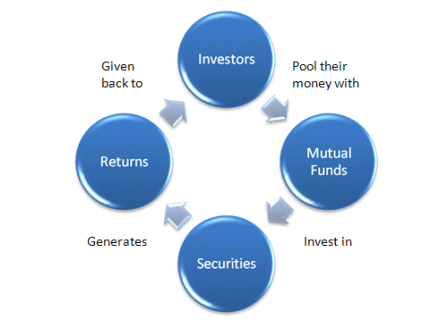 Investors
Given
back to
Pool their
money with
Returns
Mutual
Funds
Generates
Invest in
Securities